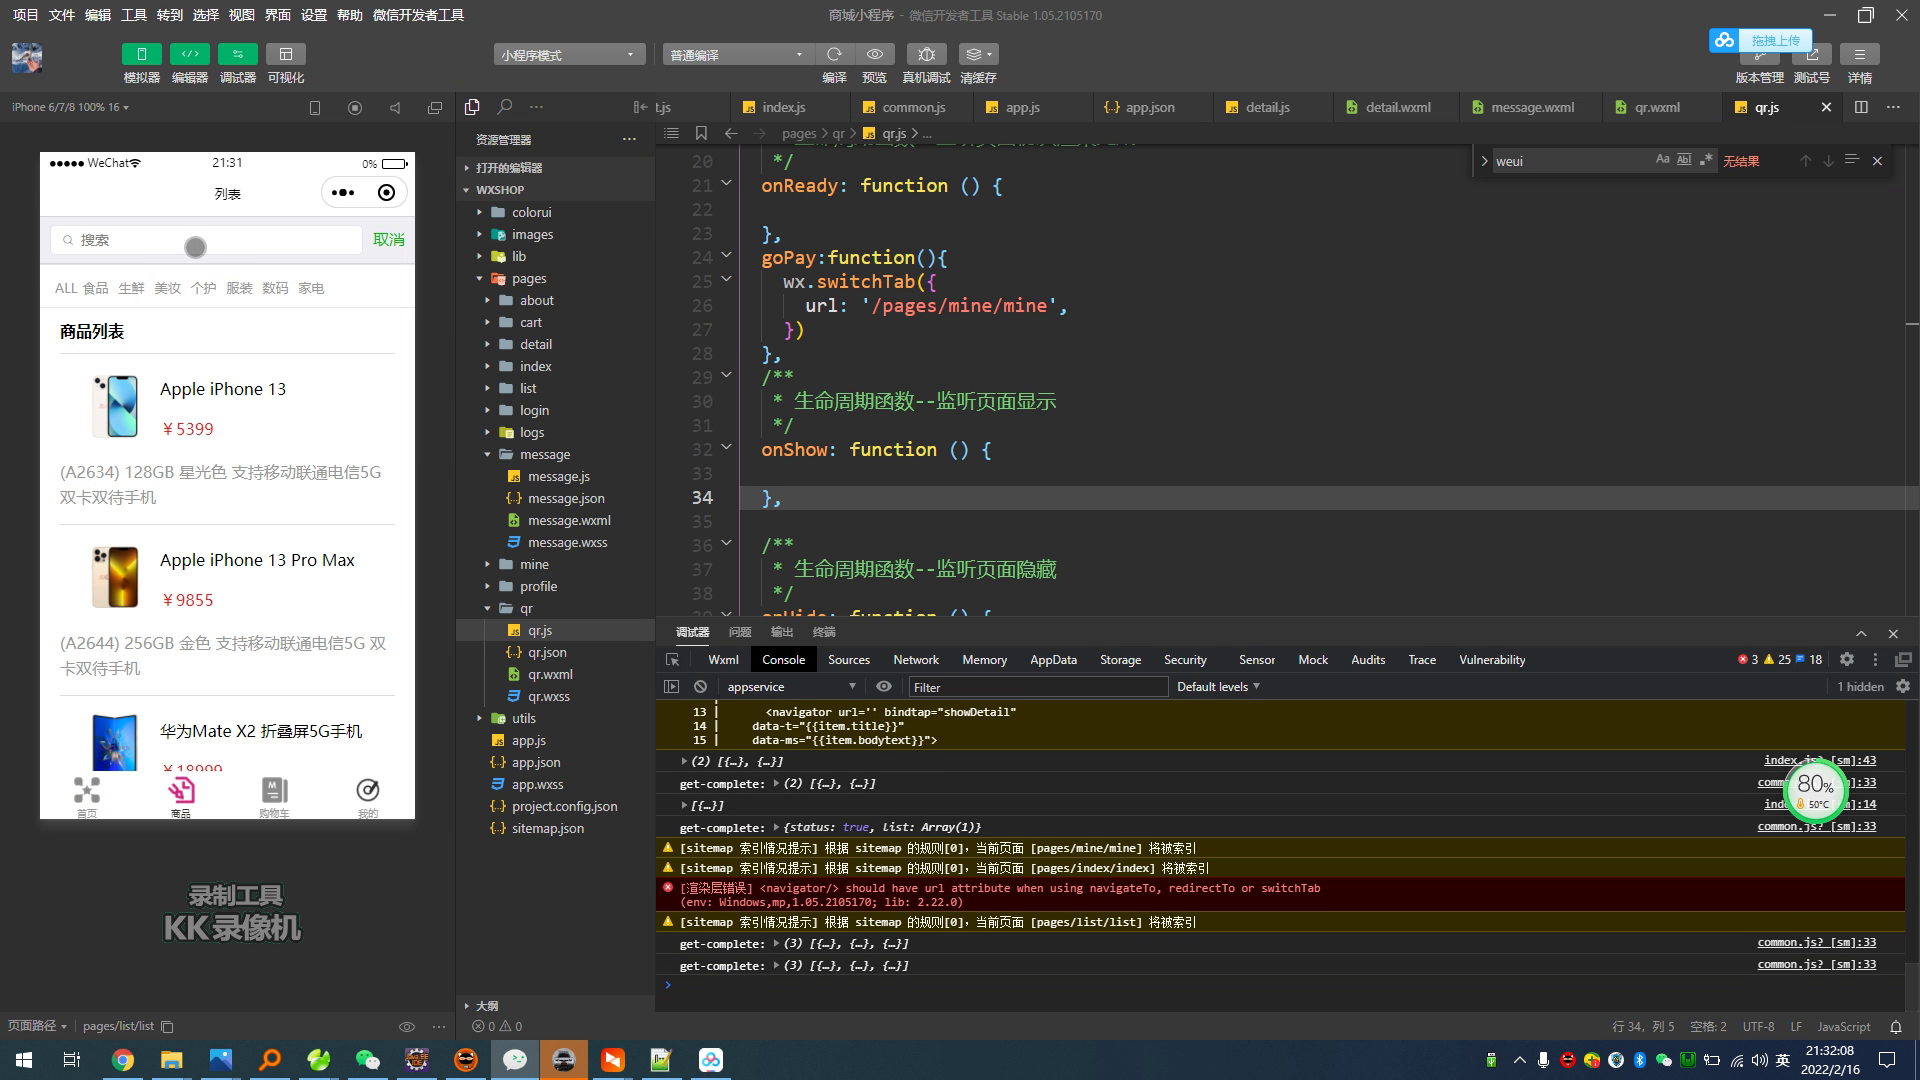 项目 文件 编辑 工具 转到 选择 视图 界面 设置 帮助 微信开发者工具
商城小程序 - 微信开发者工具 Stable 1.05.2105170
小程序模式
普通编译
拖拽上传
模拟器 编辑器 调试器 可视化
编译 预览 真机调试 清缓存
版本管理 测试号 详情
iPhone 6/7/8 100% 16
t.js
index.js
common.js
app.js
app.json
detail.js
detail.wxml
message.wxml
qr.wxml
qr.js
资源管理器
打开的编辑器
WXSHOP
colorui
images
lib
pages
about
cart
detail
index
list
login
logs
message
message.js
message.json
message.wxml
message.wxss
mine
profile
qr
qr.js
qr.json
qr.wxml
qr.wxss
utils
app.js
app.json
app.wxss
project.config.json
sitemap.json
大纲
WeChat
21:31
0%
列表
搜索
取消
ALL 食品 生鲜 美妆 个护 服装 数码 家电
商品列表
Apple iPhone 13
￥5399
(A2634) 128GB 星光色 支持移动联通电信5G
双卡双待手机
Apple iPhone 13 Pro Max
￥9855
(A2644) 256GB 金色 支持移动联通电信5G 双
卡双待手机
华为Mate X2 折叠屏5G手机
￥18999
首页 商品 购物车 我的
录制工具
KK 录像机
pages > qr > qr.js > ...
weui
Aa Abl .*
无结果
20 */
21 onReady: function () {
22
23 },
24 goPay:function(){
25 wx.switchTab({
26 url: '/pages/mine/mine',
27 })
28 },
29 /**
30 * 生命周期函数--监听页面显示
31 */
32 onShow: function () {
33
34 },
35
36 /**
37 * 生命周期函数--监听页面隐藏
38 */
39 onHide: function () {
调试器 问题 输出 终端
Wxml Console Sources Network Memory AppData Storage Security Sensor Mock Audits Trace Vulnerability
3 25 18
appservice
Filter
Default levels
1 hidden
13 | <navigator url='' bindtap="showDetail"
14 | data-t="{{item.title}}"
15 | data-ms="{{item.bodytext}}">
(2) [{…}, {…}] index.js? [sm]:43
get-complete: (2) [{…}, {…}] :33
[{…}] :14
get-complete: {status: true, list: Array(1)} common.js? [sm]:33
[sitemap 索引情况提示] 根据 sitemap 的规则[0]，当前页面 [pages/mine/mine] 将被索引
[sitemap 索引情况提示] 根据 sitemap 的规则[0]，当前页面 [pages/index/index] 将被索引
[渲染层错误] <navigator/> should have url attribute when using navigateTo, redirectTo or switchTab
(env: Windows,mp,1.05.2105170; lib: 2.22.0)
[sitemap 索引情况提示] 根据 sitemap 的规则[0]，当前页面 [pages/list/list] 将被索引
get-complete: (3) [{…}, {…}, {…}] common.js? [sm]:33
get-complete: (3) [{…}, {…}, {…}] common.js? [sm]:33
80%
50°C
页面路径 pages/list/list
0 0
行 34，列 5 空格: 2 UTF-8 LF JavaScript
英
21:32:08
2022/2/16